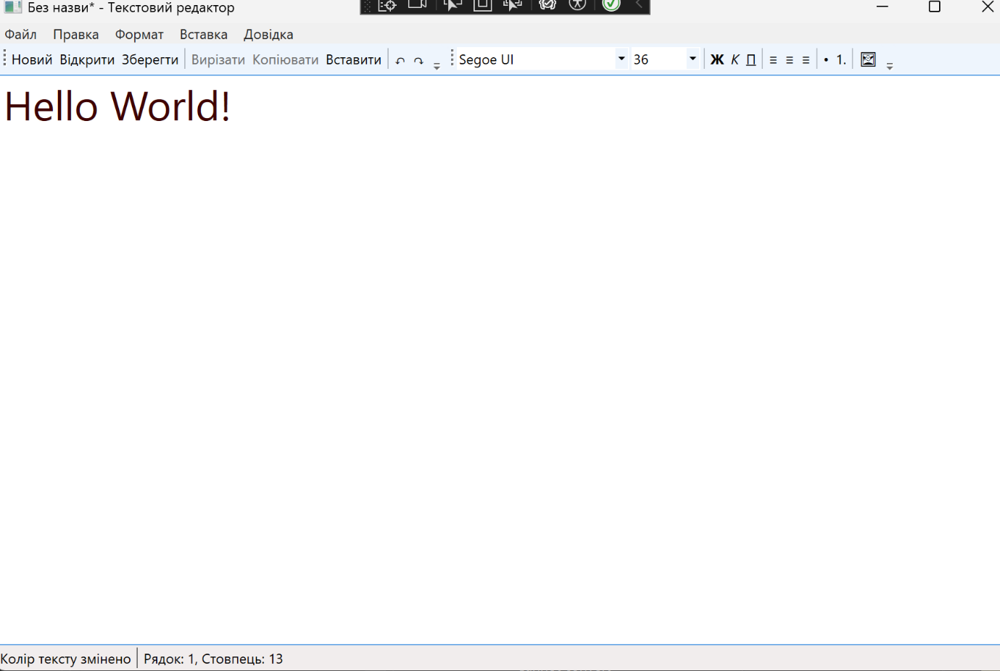 Без назви* - Текстовий редактор
Файл Правка Формат Вставка Довідка
Новий Відкрити Зберегти Вирізати Копіювати Вставити Segoe UI 36 Ж К П • 1.
Hello World!
Колір тексту змінено Рядок: 1, Стовпець: 13